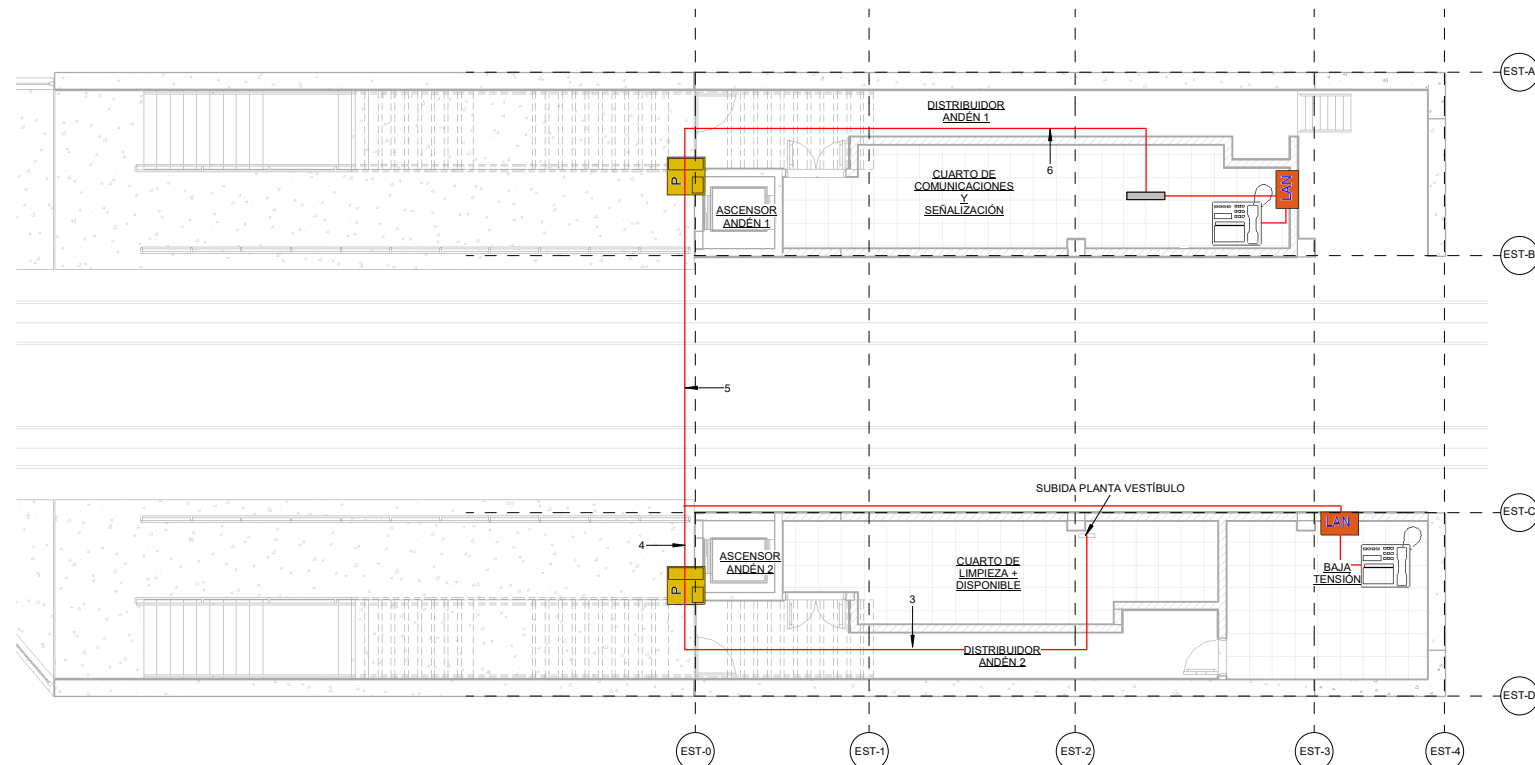 EST-A
DISTRIBUIDOR
ANDÉN 1
6
CUARTO DE
COMUNICACIONES
Y
SEÑALIZACIÓN
P
LAN
ASCENSOR
ANDÉN 1
EST-B
5
SUBIDA PLANTA VESTÍBULO
EST-C
LAN
4
ASCENSOR
ANDÉN 2
CUARTO DE
LIMPIEZA +
DISPONIBLE
BAJA
TENSIÓN
P
3
DISTRIBUIDOR
ANDÉN 2
EST-D
EST-0
EST-1
EST-2
EST-3
EST-4